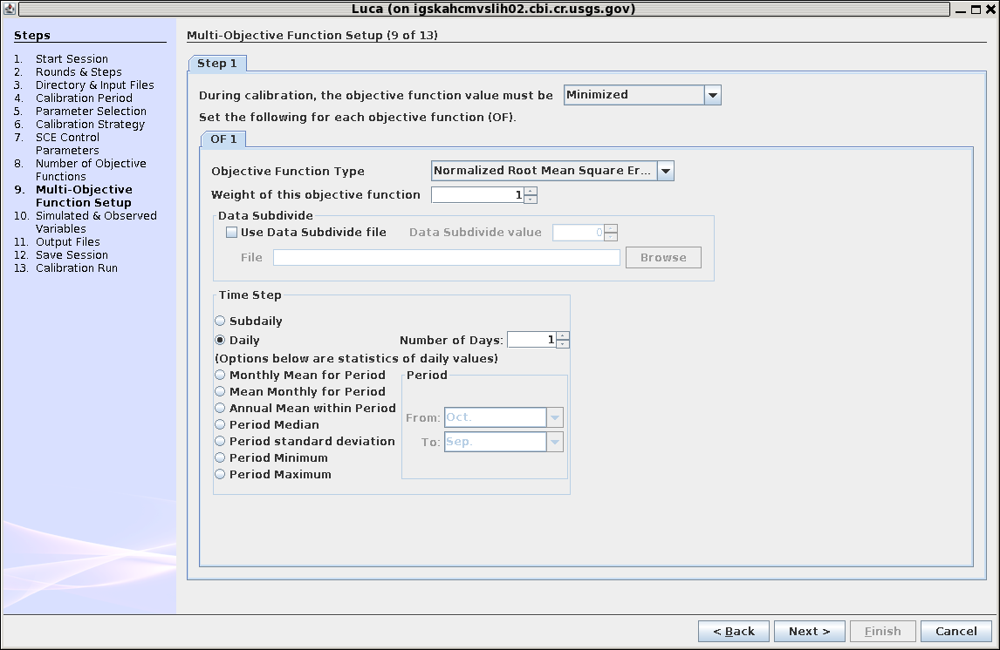 Luca (on igskahcmvslih02.cbi.cr.usgs.gov)
Steps
1. Start Session
2. Rounds & Steps
3. Directory & Input Files
4. Calibration Period
5. Parameter Selection
6. Calibration Strategy
7. SCE Control
Parameters
8. Number of Objective
Functions
9. Multi-Objective
Function Setup
10. Simulated & Observed
Variables
11. Output Files
12. Save Session
13. Calibration Run
Multi-Objective Function Setup (9 of 13)
Step 1
During calibration, the objective function value must be Minimized
Set the following for each objective function (OF).
OF 1
Objective Function Type Normalized Root Mean Square Er...
Weight of this objective function 1
Data Subdivide
Use Data Subdivide file Data Subdivide value 0
File Browse
Time Step
Subdaily
Daily Number of Days: 1
(Options below are statistics of daily values)
Monthly Mean for Period
Mean Monthly for Period
Annual Mean within Period
Period Median
Period standard deviation
Period Minimum
Period Maximum
Period
From: Oct.
To: Sep.
< Back Next > Finish Cancel